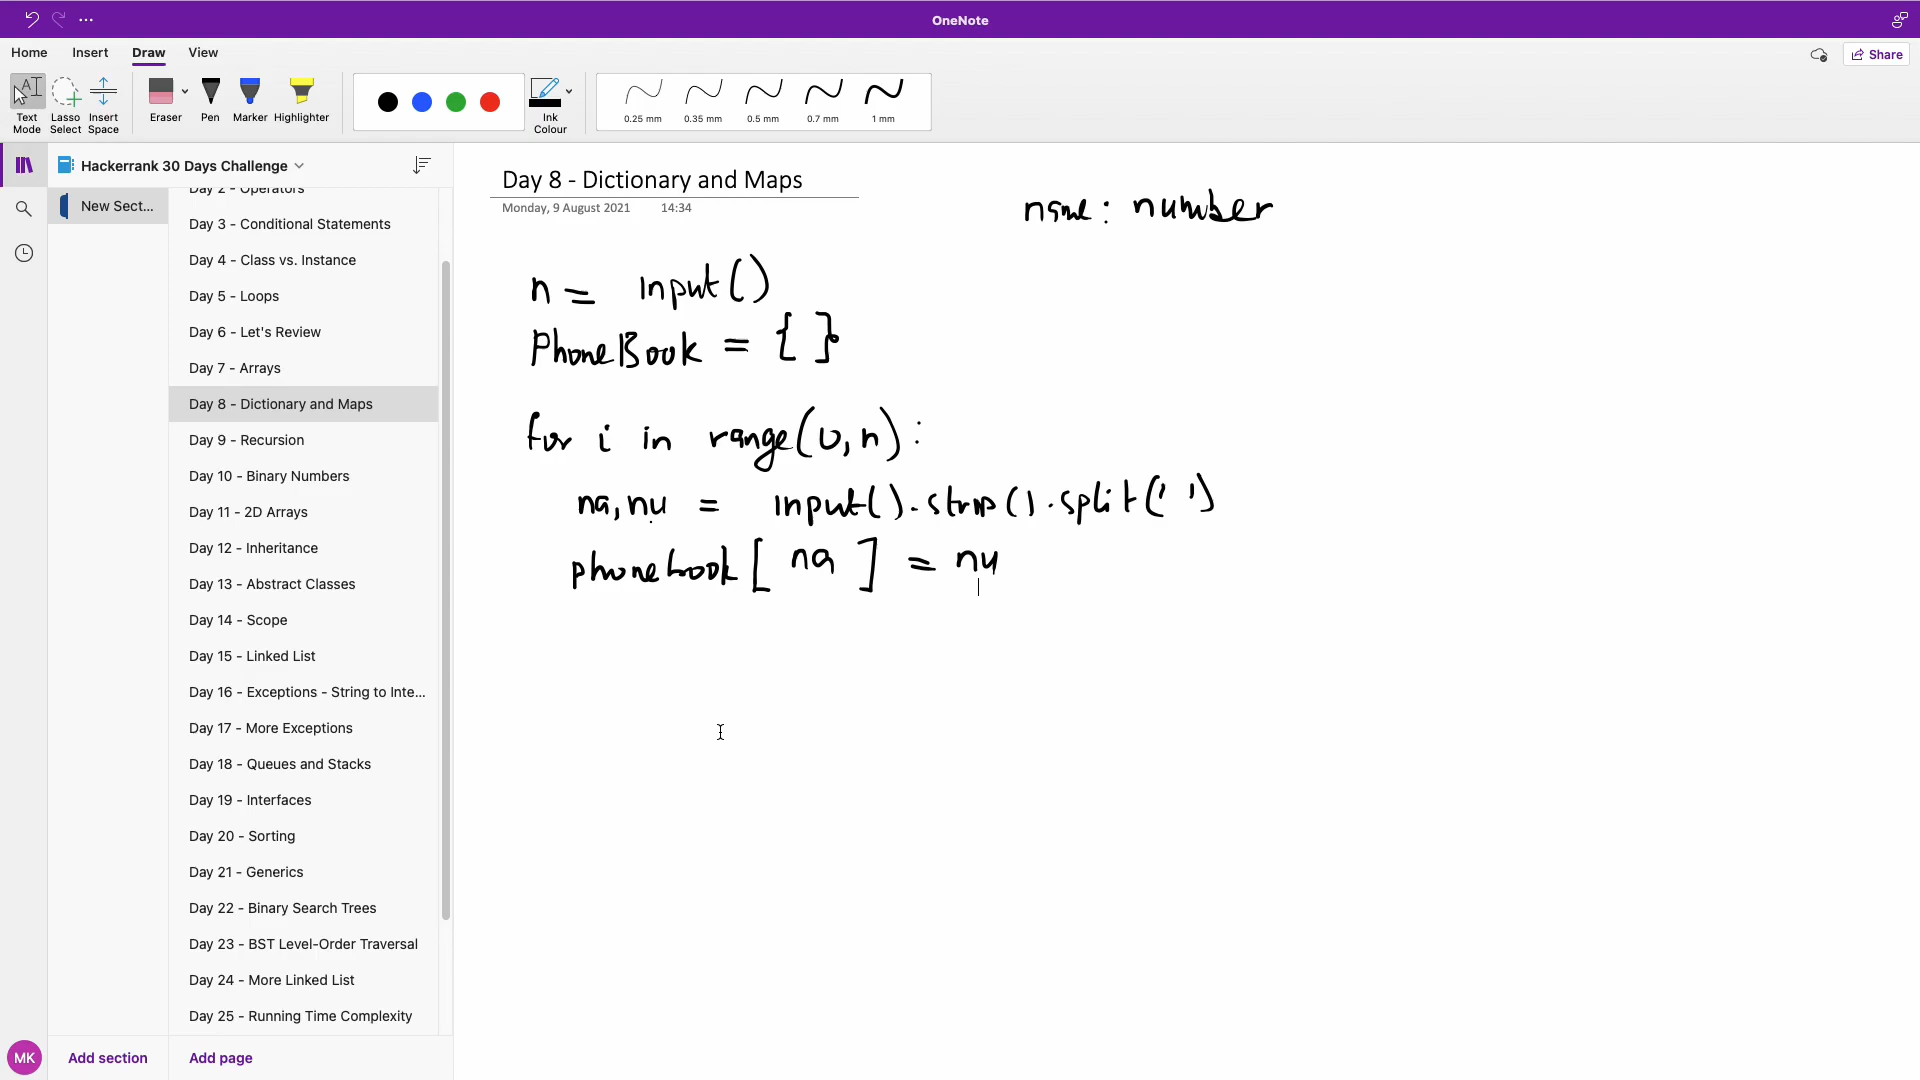 OneNote
Home Insert Draw View
Share
Text Mode
Lasso Select
Insert Space
Eraser
Pen
Marker
Highlighter
Ink Colour
0.25 mm
0.35 mm
0.5 mm
0.7 mm
1 mm
Hackerrank 30 Days Challenge
New Sect...
Day 2 - Operators
Day 3 - Conditional Statements
Day 4 - Class vs. Instance
Day 5 - Loops
Day 6 - Let's Review
Day 7 - Arrays
Day 8 - Dictionary and Maps
Day 9 - Recursion
Day 10 - Binary Numbers
Day 11 - 2D Arrays
Day 12 - Inheritance
Day 13 - Abstract Classes
Day 14 - Scope
Day 15 - Linked List
Day 16 - Exceptions - String to Inte...
Day 17 - More Exceptions
Day 18 - Queues and Stacks
Day 19 - Interfaces
Day 20 - Sorting
Day 21 - Generics
Day 22 - Binary Search Trees
Day 23 - BST Level-Order Traversal
Day 24 - More Linked List
Day 25 - Running Time Complexity
MK
Add section
Add page
Day 8 - Dictionary and Maps
Monday, 9 August 2021 14:34
name: number
n = input()
PhoneBook = { }
for i in range(0,n):
na,nu = input().strip().split(' ')
phonebook[ na ] = nu